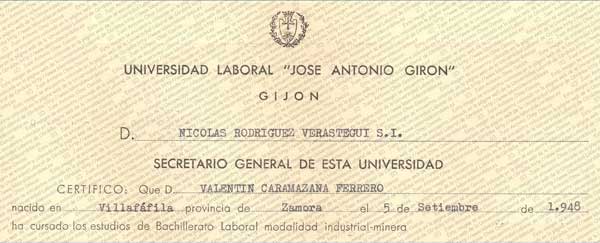 UNIVERSIDAD LABORAL "JOSE ANTONIO GIRON"
GIJON
D. NICOLAS RODRIGUEZ VERASTEGUI S.I.
SECRETARIO GENERAL DE ESTA UNIVERSIDAD
CERTIFICO: Que D. VALENTIN CARAMAZANA FERRERO
nacido en Villafáfila provincia de Zamora el 5 de Setiembre de 1.948
ha cursado los estudios de Bachillerato Laboral modalidad industrial-minera